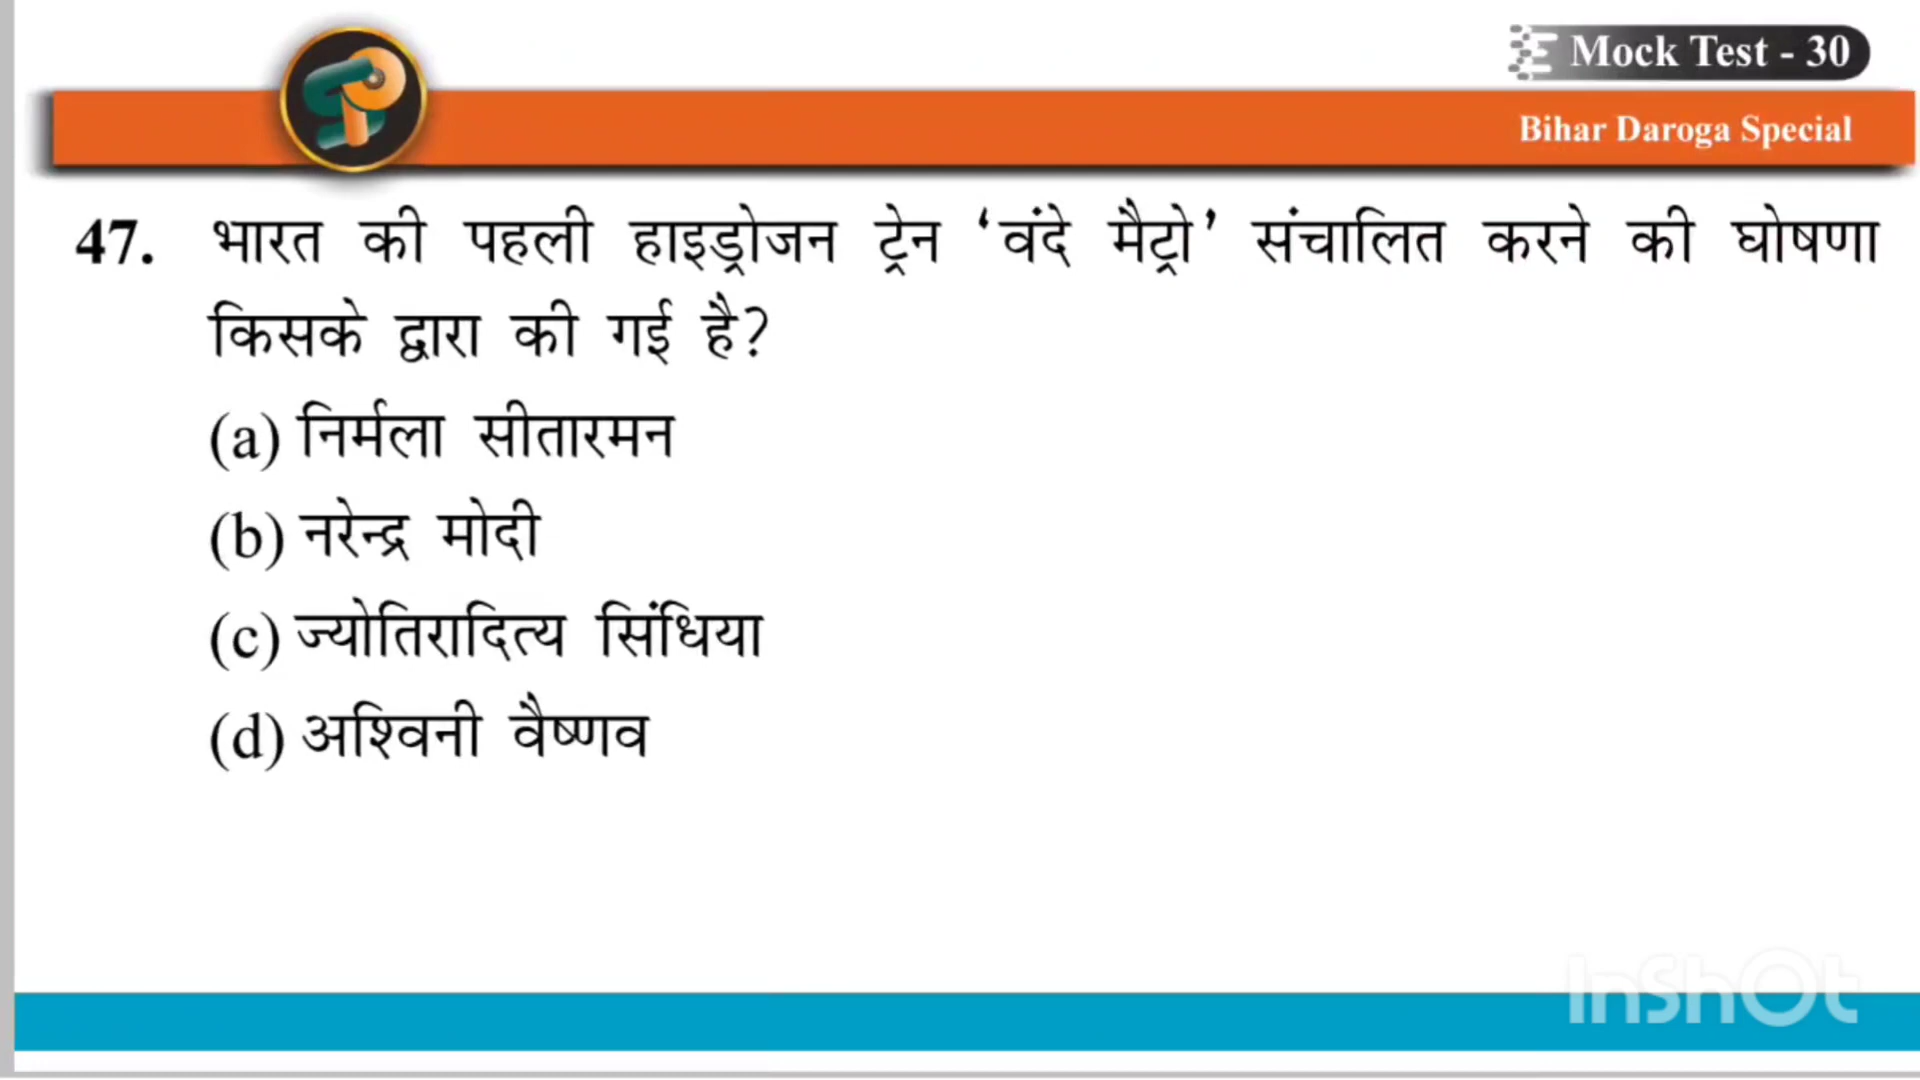 Mock Test - 30
Bihar Daroga Special
47. भारत की पहली हाइड्रोजन ट्रेन ‘वंदे मैट्रो’ संचालित करने की घोषणा
किसके द्वारा की गई है?
(a) निर्मला सीतारमन
(b) नरेन्द्र मोदी
(c) ज्योतिरादित्य सिंधिया
(d) अश्विनी वैष्णव
InShOt